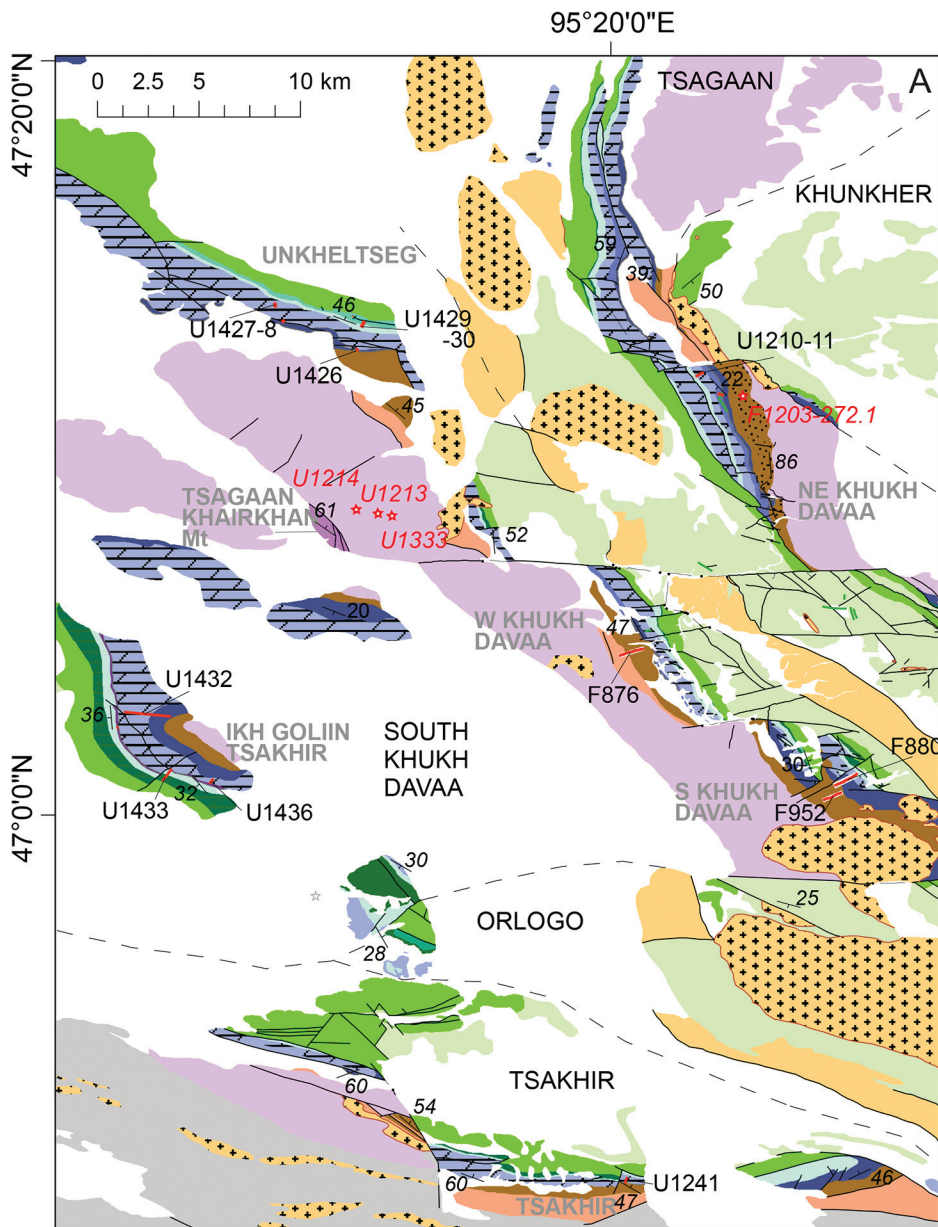 95°20'0"E
A
0 2.5 5 10 km
TSAGAAN
47°20'0"N
KHUNKHER
UNKHELTSEG
59
39
50
46
U1427-8
U1429
-30
U1210-11
U1426
22
F1203-272.1
45
86
U1214
U1213
U1333
TSAGAAN
KHAIRKHAN
Mt
61
NE KHUKH
DAVAA
52
20
W KHUKH
DAVAA
47
F876
U1432
36
IKH GOLIIN
TSAKHIR
SOUTH
KHUKH
DAVAA
F880
30
32
U1433
U1436
S KHUKH
DAVAA
F952
47°0'0"N
30
25
ORLOGO
28
TSAKHIR
60
54
60
U1241
47
46
TSAKHIR